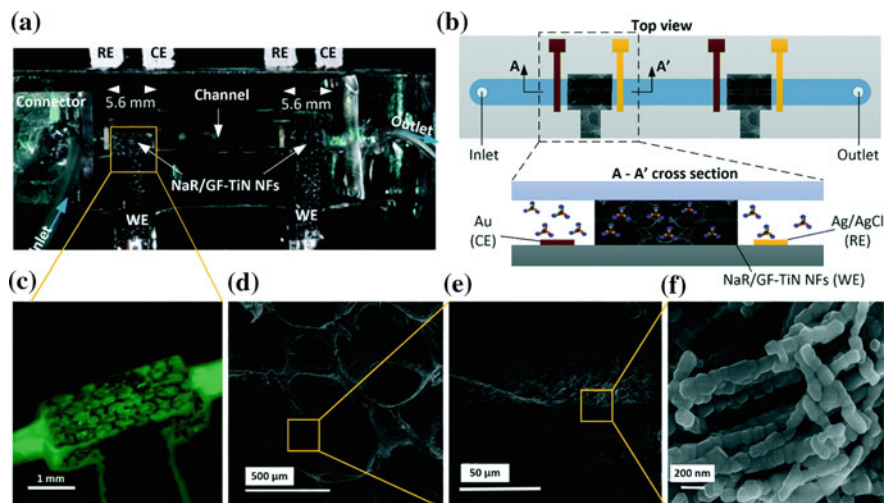 (a)
RE CE RE CE
Connector
5.6 mm
Channel
5.6 mm
Outlet
NaR/GF-TiN NFs
Inlet
WE
WE
(b)
Top view
A
A'
Inlet
Outlet
A - A' cross section
Au
(CE)
Ag/AgCl
(RE)
NaR/GF-TiN NFs (WE)
(c)
1 mm
(d)
500 µm
(e)
50 µm
(f)
200 nm